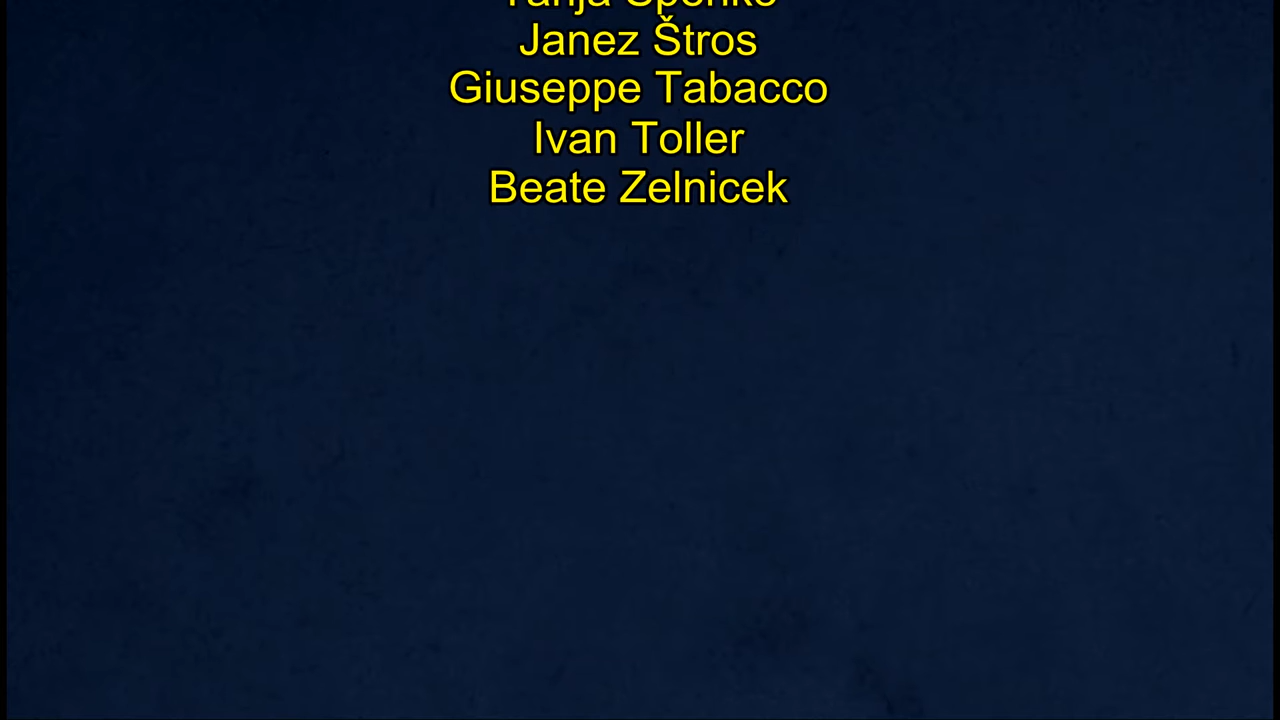 Janez Štros
Giuseppe Tabacco
Ivan Toller
Beate Zelnicek